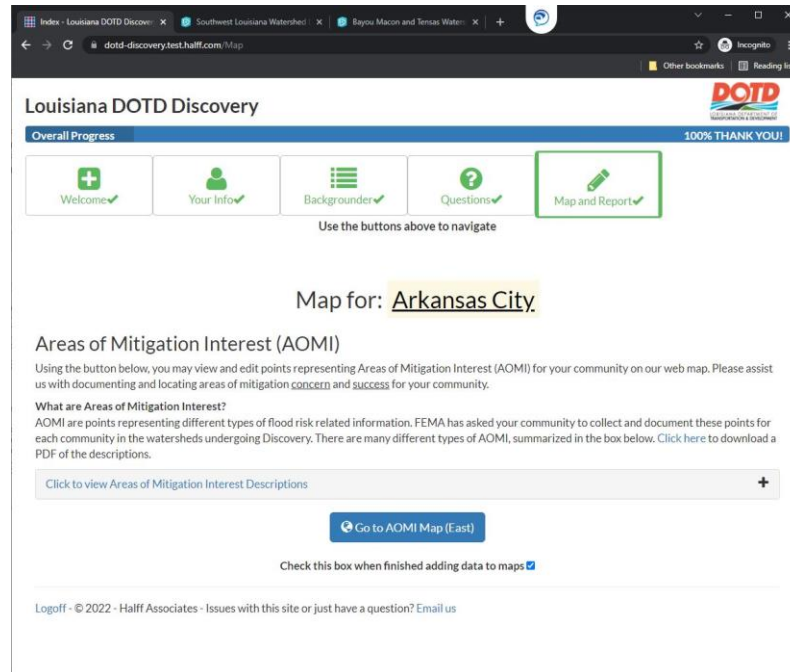 Index - Louisiana DOTD Discover
Southwest Louisiana Watershed
Bayou Macon and Tensas Water
dotd-discovery.test.halff.com/Map
Incognito
Other bookmarks
Reading lis
Louisiana DOTD Discovery
DOTD
LOUISIANA DEPARTMENT OF
TRANSPORTATION & DEVELOPMENT
Overall Progress
100% THANK YOU!
Welcome
Your Info
Backgrounder
Questions
Map and Report
Use the buttons above to navigate
Map for: Arkansas City
Areas of Mitigation Interest (AOMI)
Using the button below, you may view and edit points representing Areas of Mitigation Interest (AOMI) for your community on our web map. Please assist
us with documenting and locating areas of mitigation concern and success for your community.
What are Areas of Mitigation Interest?
AOMI are points representing different types of flood risk related information. FEMA has asked your community to collect and document these points for
each community in the watersheds undergoing Discovery. There are many different types of AOMI, summarized in the box below. Click here to download a
PDF of the descriptions.
Click to view Areas of Mitigation Interest Descriptions
Go to AOMI Map (East)
Check this box when finished adding data to maps
Logoff - © 2022 - Halff Associates - Issues with this site or just have a question? Email us